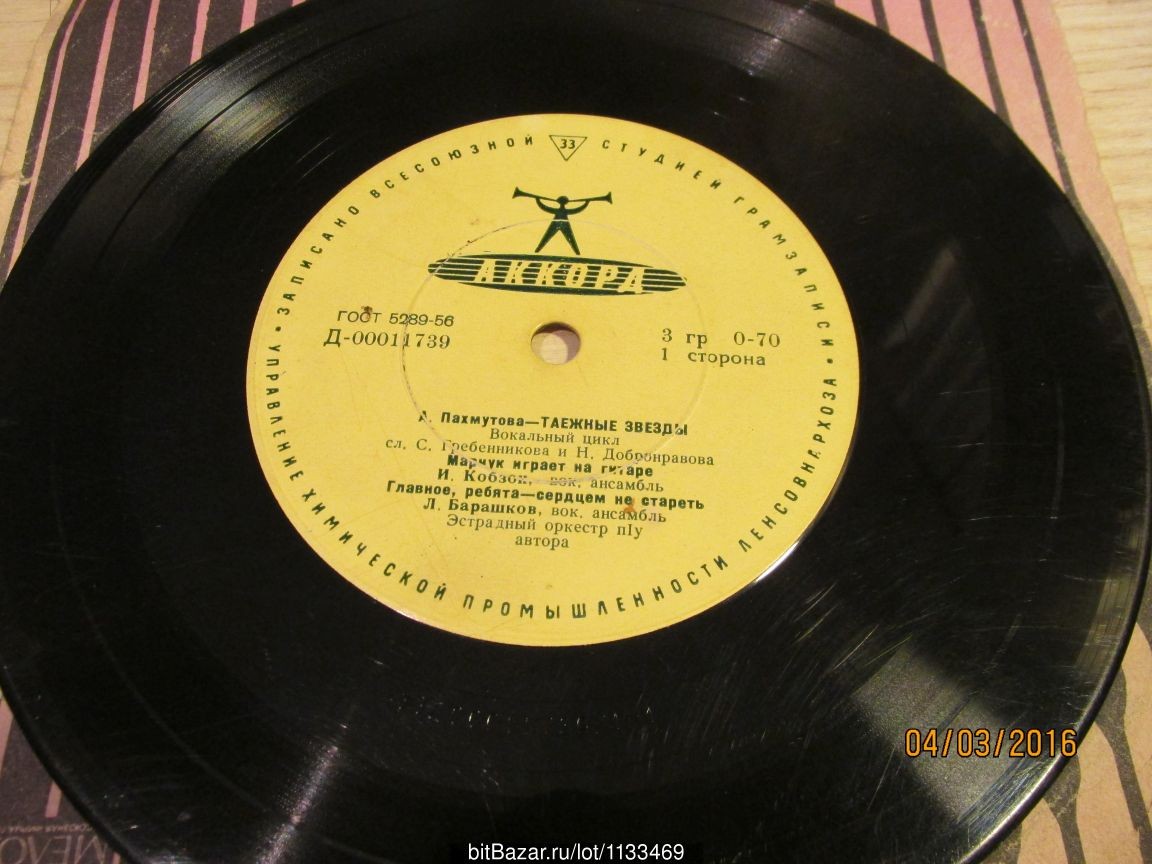 • ЗАПИСАНО ВСЕСОЮЗНОЙ 33 СТУДИЕЙ ГРАМЗАПИСИ •
АККОРД
ГОСТ 5289-56
Д-00011739
3 гр 0-70
1 сторона
А. Пахмутова—ТАЕЖНЫЕ ЗВЕЗДЫ
Вокальный цикл
сл. С. Гребенникова и Н. Добронравова
Марчук играет на гитаре
И. Кобзон, вок. ансамбль
Главное, ребята—сердцем не стареть
Л. Барашков, вок. ансамбль
Эстрадный оркестр п/у
автора
УПРАВЛЕНИЕ ХИМИЧЕСКОЙ ПРОМЫШЛЕННОСТИ ЛЕНСОВНАРХОЗА
04/03/2016
bitBazar.ru/lot/1133469